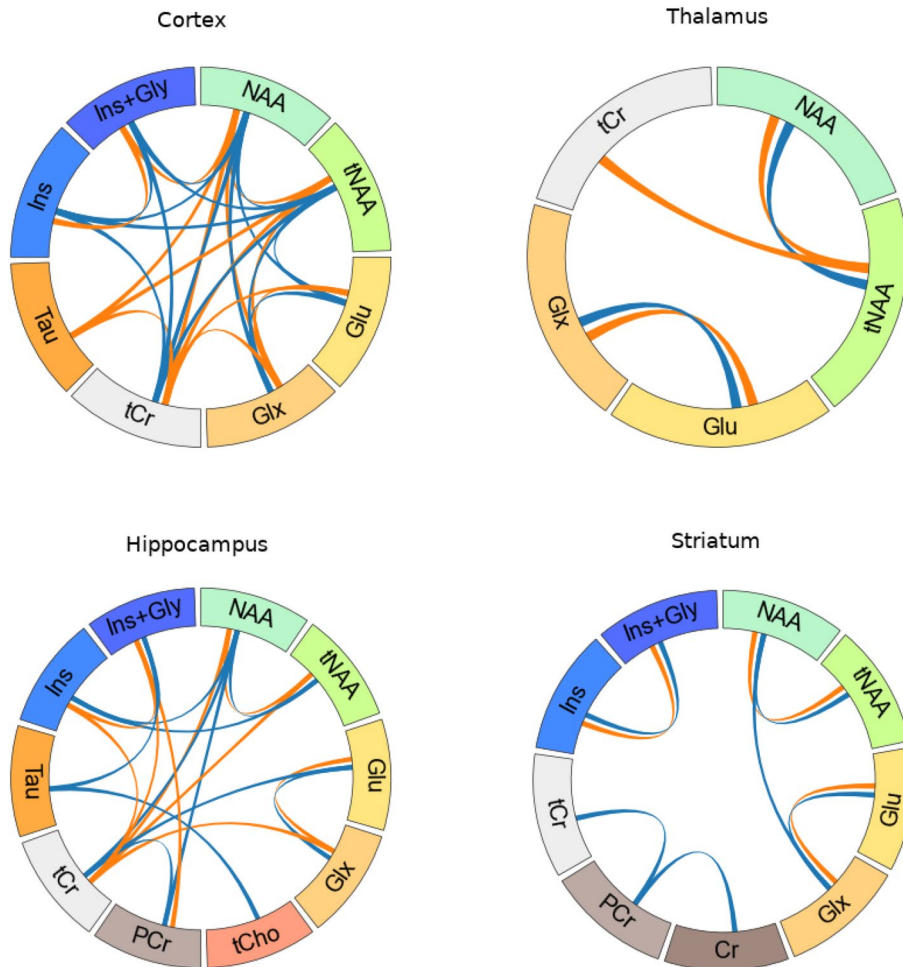 Cortex
Thalamus
Ins+Gly
NAA
tNAA
Glu
Glx
tCr
Tau
Ins
tCr
NAA
tNAA
Glu
Glx
Hippocampus
Striatum
Ins+Gly
NAA
tNAA
Glu
Glx
tCho
PCr
tCr
Tau
Ins
Ins+Gly
NAA
tNAA
Glu
Glx
Cr
PCr
tCr
Ins